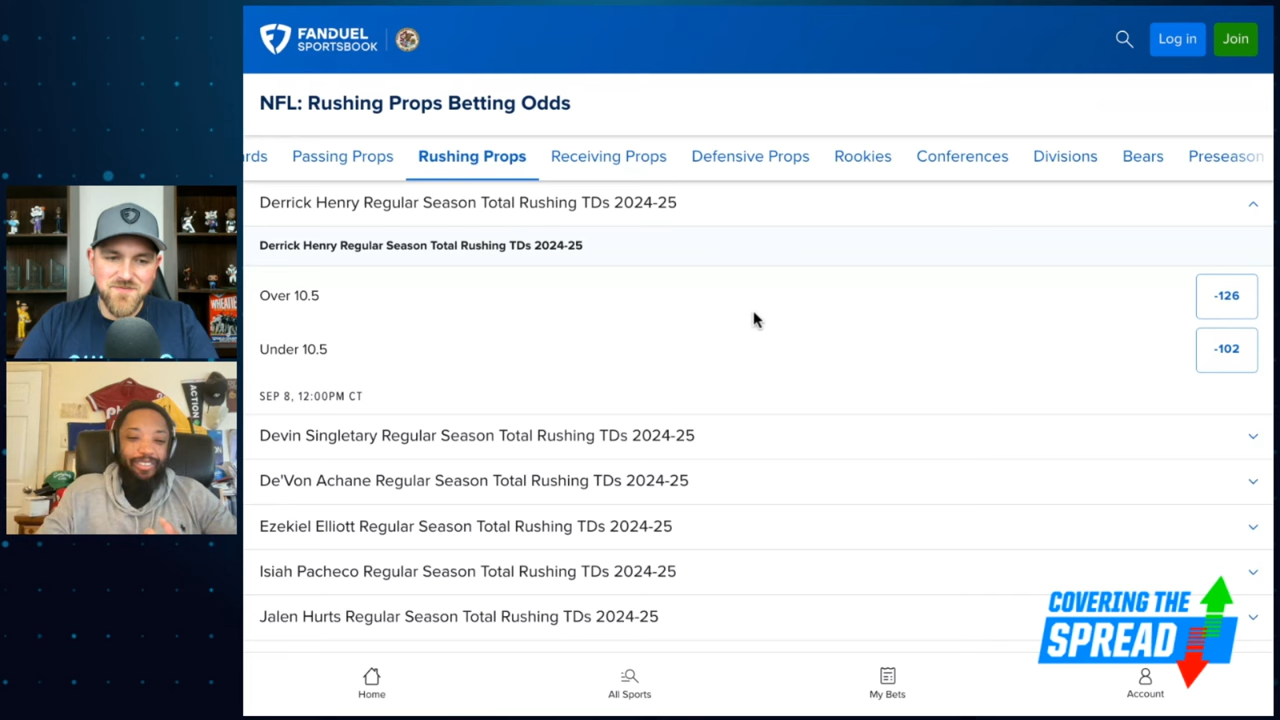 FANDUEL
SPORTSBOOK
Log in
Join
NFL: Rushing Props Betting Odds
rds Passing Props Rushing Props Receiving Props Defensive Props Rookies Conferences Divisions Bears Preseason
Derrick Henry Regular Season Total Rushing TDs 2024-25
Derrick Henry Regular Season Total Rushing TDs 2024-25
Over 10.5
-126
Under 10.5
-102
SEP 8, 12:00PM CT
Devin Singletary Regular Season Total Rushing TDs 2024-25
De'Von Achane Regular Season Total Rushing TDs 2024-25
Ezekiel Elliott Regular Season Total Rushing TDs 2024-25
Isiah Pacheco Regular Season Total Rushing TDs 2024-25
Jalen Hurts Regular Season Total Rushing TDs 2024-25
COVERING THE
SPREAD
Home
All Sports
My Bets
Account
WHEATIES
ACTION